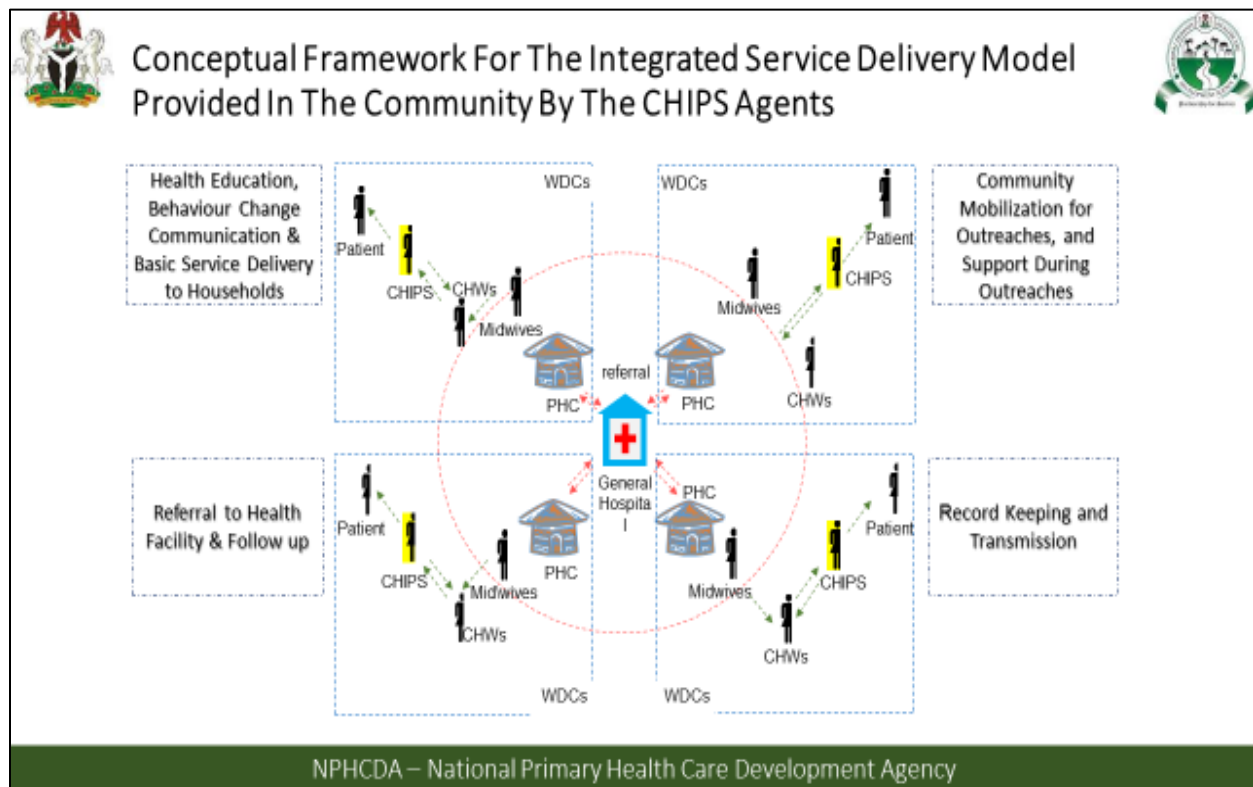 Conceptual Framework For The Integrated Service Delivery Model
Provided In The Community By The CHIPS Agents
Health Education,
Behaviour Change
Communication &
Basic Service Delivery
to Households
WDCs
Patient
CHIPS
CHWs
Midwives
PHC
WDCs
Patient
CHIPS
Midwives
CHWs
PHC
Community
Mobilization for
Outreaches, and
Support During
Outreaches
referral
General
Hospita
l
Referral to Health
Facility & Follow up
Patient
CHIPS
Midwives
CHWs
PHC
WDCs
PHC
Patient
CHIPS
Midwives
CHWs
WDCs
Record Keeping and
Transmission
NPHCDA – National Primary Health Care Development Agency